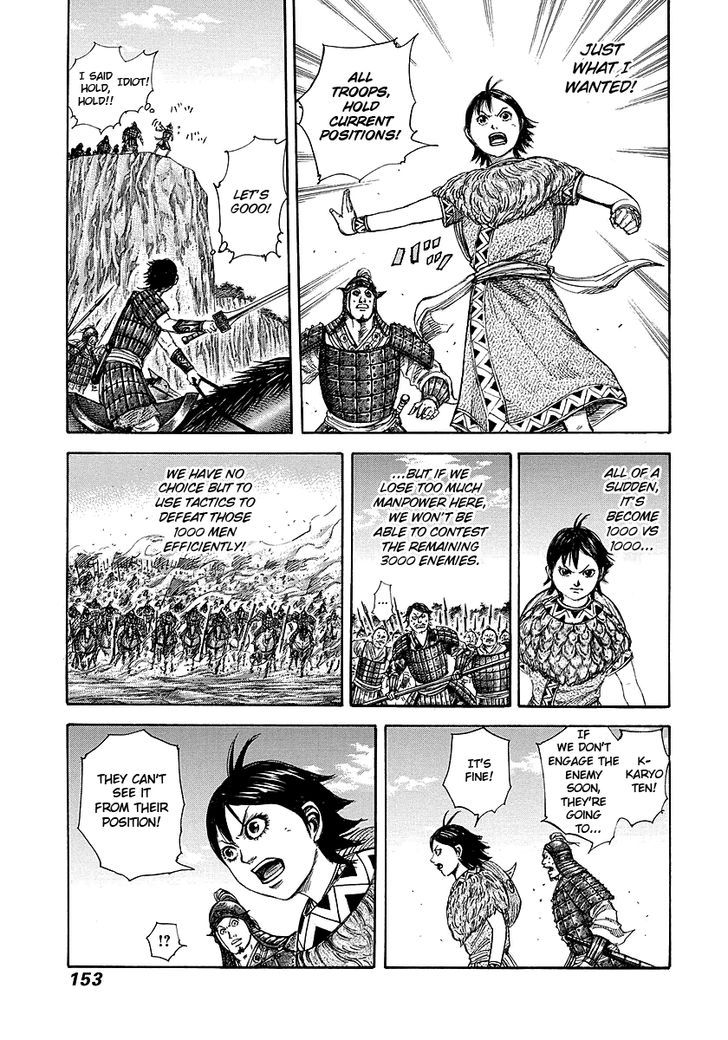 JUST
WHAT I
WANTED!
ALL
TROOPS,
HOLD
CURRENT
POSITIONS!
I SAID
HOLD,
HOLD!!
IDIOT!
LET'S
GOOO!
ALL OF A
SUDDEN,
IT'S
BECOME
1000 VS
1000...
...BUT IF WE
LOSE TOO MUCH
MANPOWER HERE,
WE WON'T BE
ABLE TO CONTEST
THE REMAINING
3000 ENEMIES.
...
WE HAVE NO
CHOICE BUT TO
USE TACTICS TO
DEFEAT THOSE
1000 MEN
EFFICIENTLY!
K-
KARYO
TEN!
IF
WE DON'T
ENGAGE THE
ENEMY
SOON,
THEY'RE
GOING
TO...
IT'S
FINE!
THEY CAN'T
SEE IT
FROM THEIR
POSITION!
!?
153